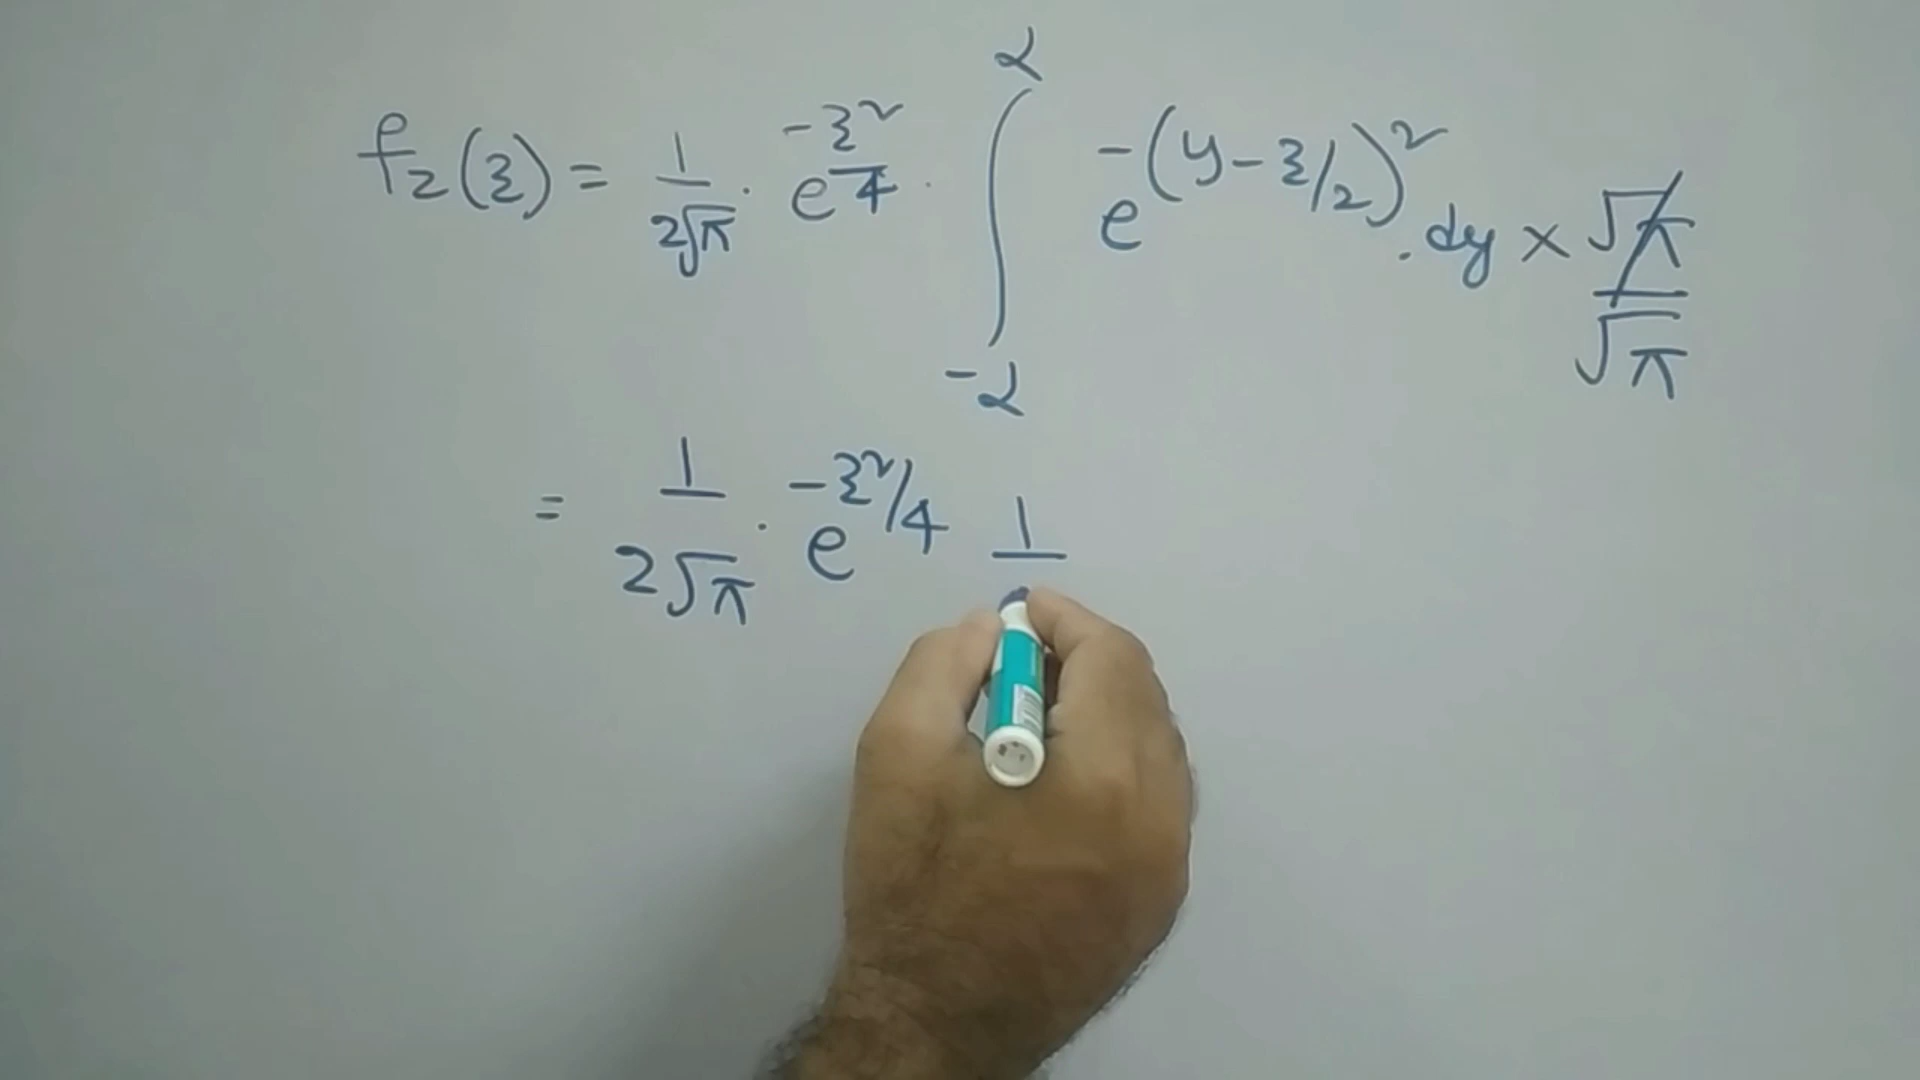 f_Z(z) = 1/(2√π) · e^(-z²/4) · ∫_{-α}^{α} e^(-(y-z/2)²) · dy × √π/√π
= 1/(2√π) · e^(-z²/4) 1/